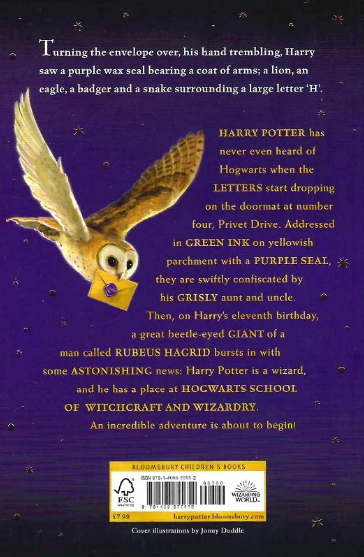 Turning the envelope over, his hand trembling, Harry
saw a purple wax seal bearing a coat of arms; a lion, an
eagle, a badger and a snake surrounding a large letter 'H'.
HARRY POTTER has
never even heard of
Hogwarts when the
LETTERS start dropping
on the doormat at number
four, Privet Drive. Addressed
in GREEN INK on yellowish
parchment with a PURPLE SEAL,
they are swiftly confiscated by
his GRISLY aunt and uncle.
Then, on Harry's eleventh birthday,
a great beetle-eyed GIANT of a
man called RUBEUS HAGRID bursts in with
some ASTONISHING news: Harry Potter is a wizard,
and he has a place at HOGWARTS SCHOOL
OF WITCHCRAFT AND WIZARDRY.
An incredible adventure is about to begin!
BLOOMSBURY CHILDREN'S BOOKS
FSC
WIZARDING
WORLD
£7.99
harrypotter.bloomsbury.com
Cover illustrations by Jonny Duddle